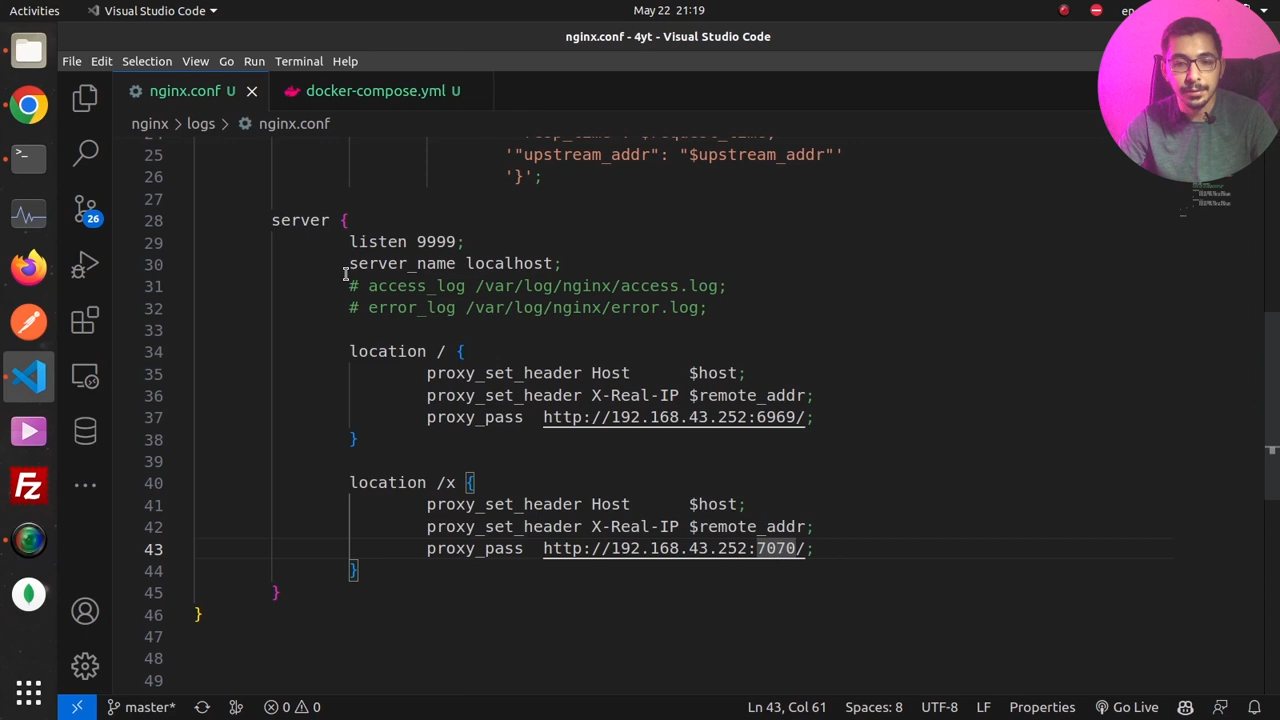 Activities
Visual Studio Code
May 22 21:19
en
nginx.conf - 4yt - Visual Studio Code
File Edit Selection View Go Run Terminal Help
nginx.conf U
docker-compose.yml U
nginx > logs > nginx.conf
25 '"upstream_addr": "$upstream_addr"'
26 '}';
27
28 server {
29 listen 9999;
30 server_name localhost;
31 # access_log /var/log/nginx/access.log;
32 # error_log /var/log/nginx/error.log;
33
34 location / {
35 proxy_set_header Host $host;
36 proxy_set_header X-Real-IP $remote_addr;
37 proxy_pass http://192.168.43.252:6969/;
38 }
39
40 location /x {
41 proxy_set_header Host $host;
42 proxy_set_header X-Real-IP $remote_addr;
43 proxy_pass http://192.168.43.252:7070/;
44 }
45 }
46 }
47
48
49
26
master* 0 0 Ln 43, Col 61 Spaces: 8 UTF-8 LF Properties Go Live